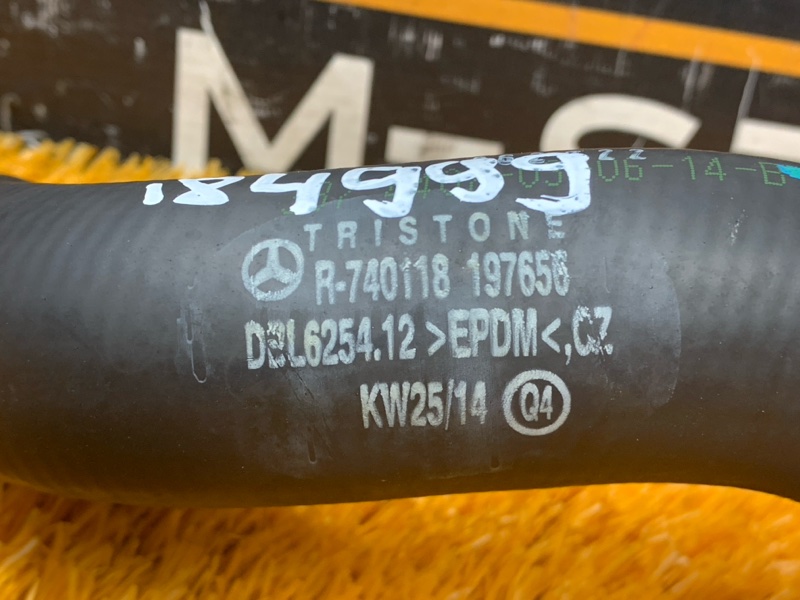 M-S
184999
TRISTONE
R-740118 197656
DBL6254.12 >EPDM<,CZ
KW25/14 Q4